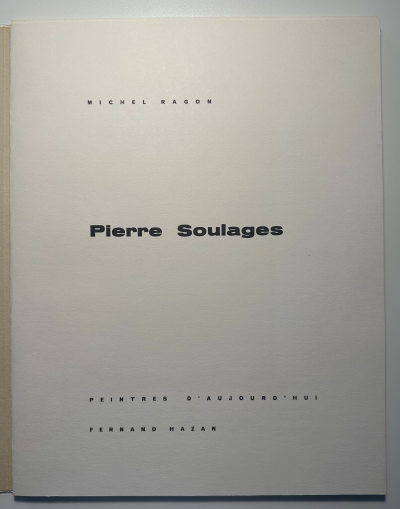 MICHEL RAGON
Pierre Soulages
PEINTRES D'AUJOURD'HUI
FERNAND HAZAN